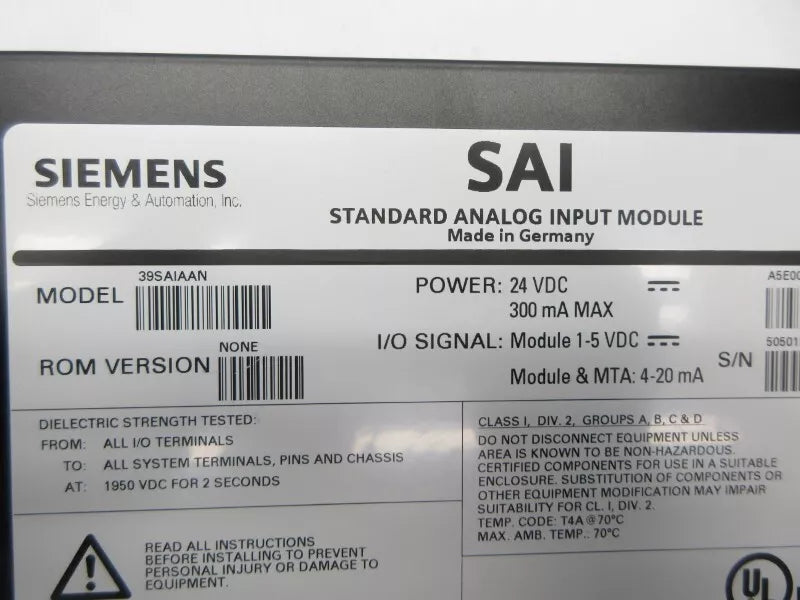 SIEMENS
Siemens Energy & Automation, Inc.
SAI
STANDARD ANALOG INPUT MODULE
Made in Germany
39SAIAAN
MODEL
NONE
ROM VERSION
POWER: 24 VDC
300 mA MAX
I/O SIGNAL: Module 1-5 VDC
Module & MTA: 4-20 mA
A5E00
50501
S/N
DIELECTRIC STRENGTH TESTED:
FROM: ALL I/O TERMINALS
TO: ALL SYSTEM TERMINALS, PINS AND CHASSIS
AT: 1950 VDC FOR 2 SECONDS
CLASS I, DIV. 2, GROUPS A, B, C & D
DO NOT DISCONNECT EQUIPMENT UNLESS
AREA IS KNOWN TO BE NON-HAZARDOUS.
CERTIFIED COMPONENTS FOR USE IN A SUITABLE
ENCLOSURE. SUBSTITUTION OF COMPONENTS OR
OTHER EQUIPMENT MODIFICATION MAY IMPAIR
SUITABILITY FOR CL. I, DIV. 2.
TEMP. CODE: T4A @ 70°C
MAX. AMB. TEMP.. 70°C
READ ALL INSTRUCTIONS
BEFORE INSTALLING TO PREVENT
PERSONAL INJURY OR DAMAGE TO
EQUIPMENT.
UL